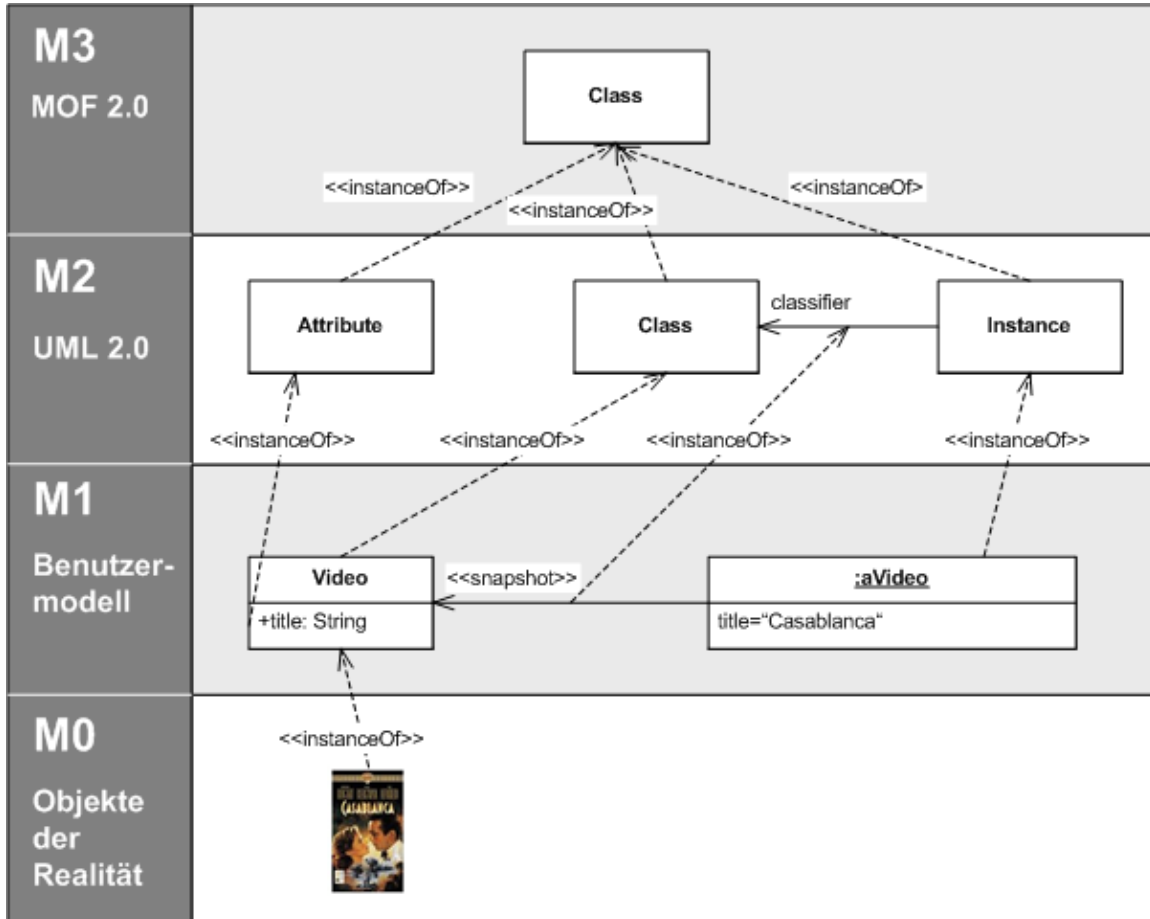 M3
MOF 2.0
Class
<<instanceOf>>
<<instanceOf>>
<<instanceOf>
M2
UML 2.0
Attribute
Class
classifier
Instance
<<instanceOf>>
<<instanceOf>>
<<instanceOf>>
<<instanceOf>>
M1
Benutzer-
modell
Video
+title: String
<<snapshot>>
:aVideo
title=“Casablanca“
M0
Objekte
der
Realität
<<instanceOf>>
CASABLANCA